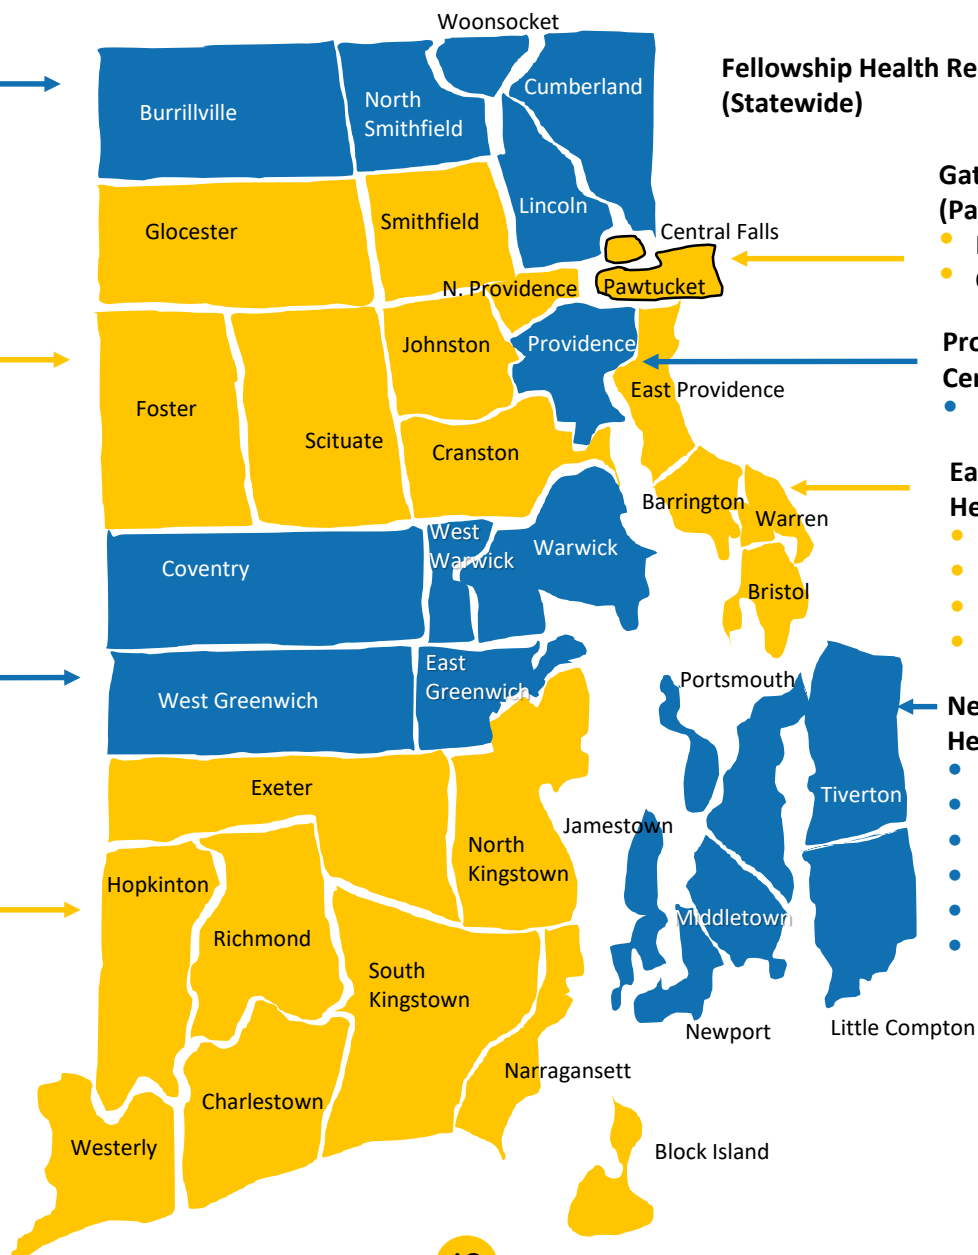 Woonsocket
Fellowship Health Re
(Statewide)
Burrillville
North
Smithfield
Cumberland
Lincoln
Glocester
Smithfield
Central Falls
Gat
(Pa
N. Providence
Pawtucket
Johnston
Providence
Pro
Cen
East Providence
Foster
Scituate
Cranston
Ea
He
Barrington
Warren
West
Warwick
Warwick
Coventry
Bristol
East
Greenwich
West Greenwich
Portsmouth
Ne
He
Exeter
Tiverton
Jamestown
North
Kingstown
Hopkinton
Middletown
Richmond
South
Kingstown
Newport
Little Compton
Narragansett
Charlestown
Westerly
Block Island